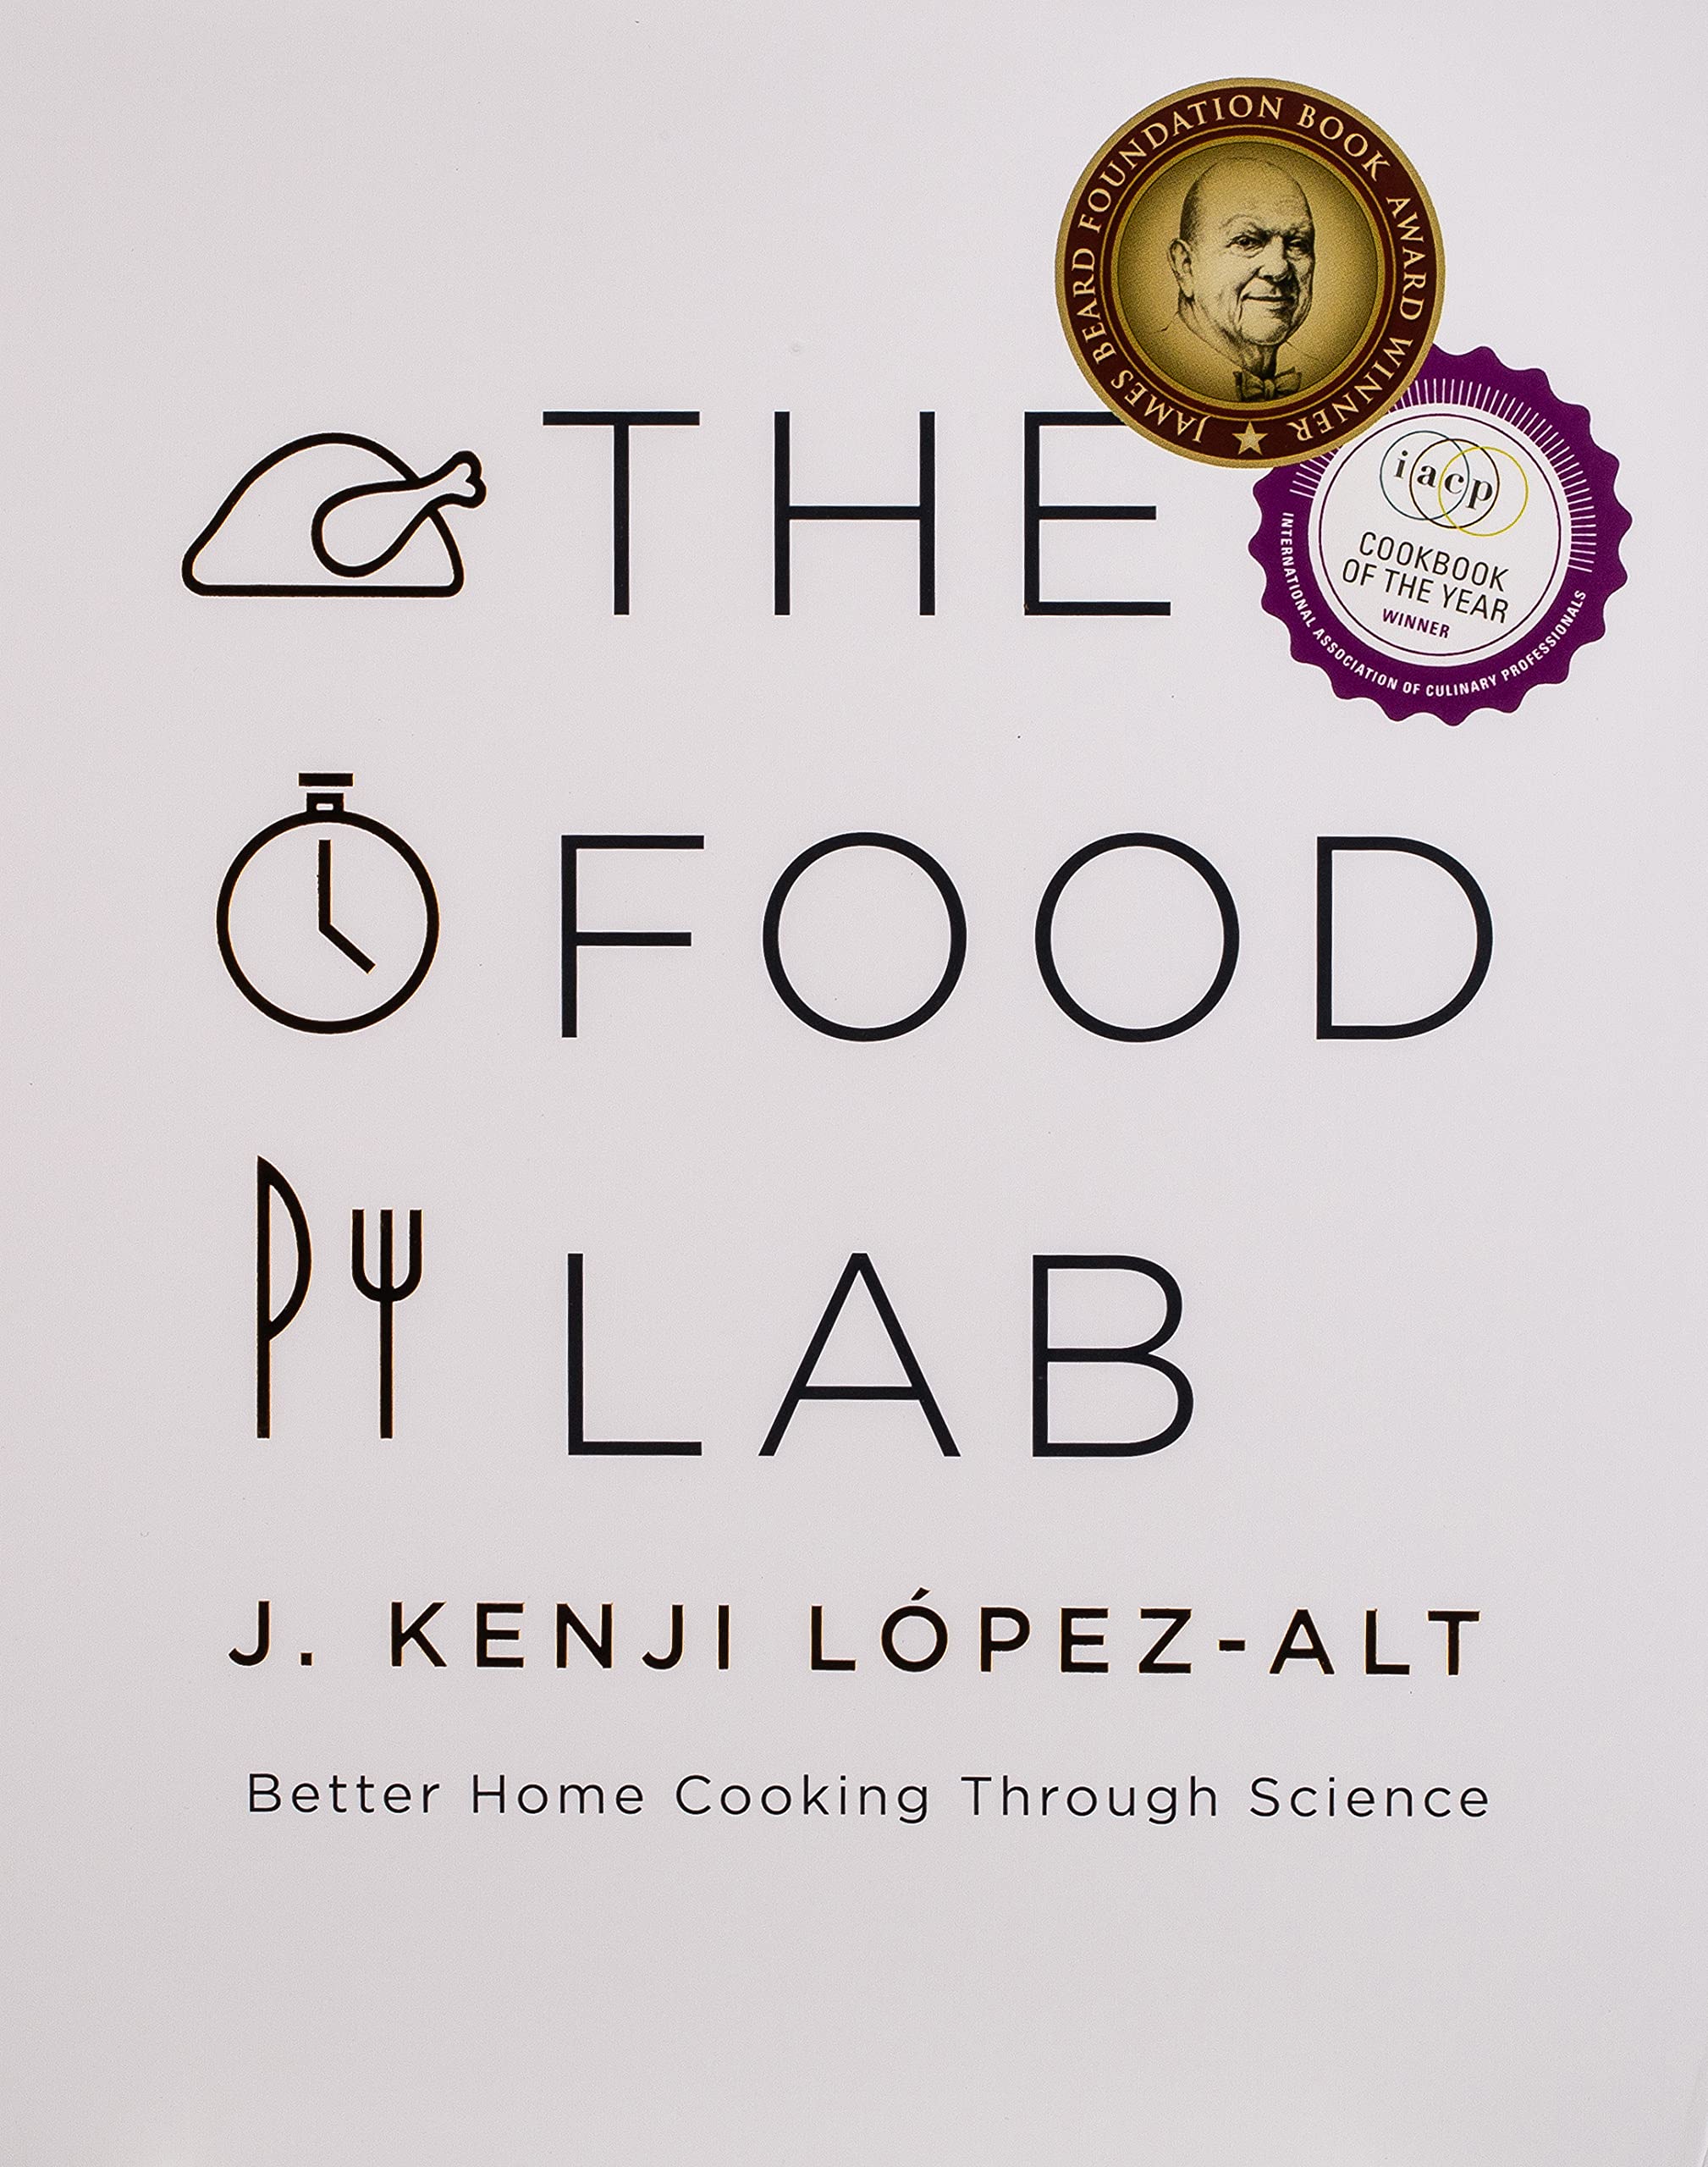 JAMES BEARD FOUNDATION BOOK AWARD WINNER
iacp
COOKBOOK
OF THE YEAR
WINNER
INTERNATIONAL ASSOCIATION OF CULINARY PROFESSIONALS
THE
FOOD
LAB
J. KENJI LÓPEZ-ALT
Better Home Cooking Through Science